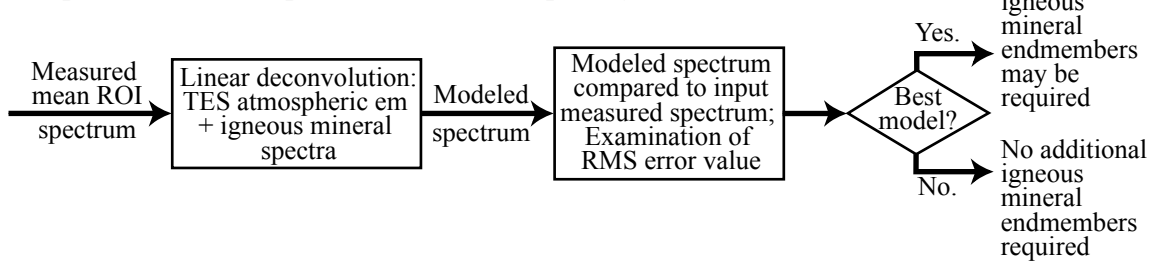 Measured
mean ROI
spectrum
Linear deconvolution:
TES atmospheric em
+ igneous mineral
spectra
Modeled
spectrum
Modeled spectrum
compared to input
measured spectrum;
Examination of
RMS error value
Best
model?
Yes.
igneous
mineral
endmembers
may be
required
No.
No additional
igneous
mineral
endmembers
required